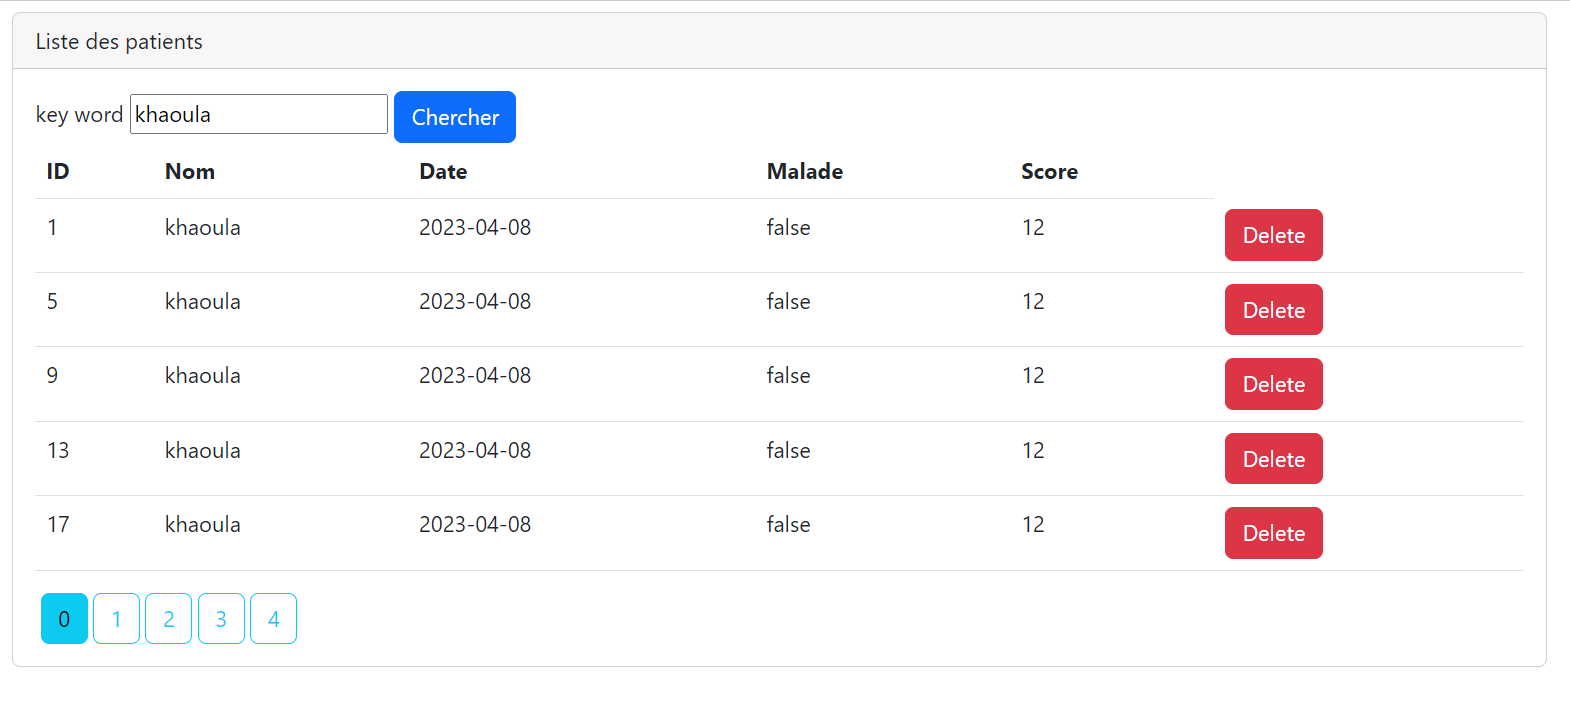 Liste des patients
key word khaoula Chercher
ID Nom Date Malade Score
1 khaoula 2023-04-08 false 12 Delete
5 khaoula 2023-04-08 false 12 Delete
9 khaoula 2023-04-08 false 12 Delete
13 khaoula 2023-04-08 false 12 Delete
17 khaoula 2023-04-08 false 12 Delete
0 1 2 3 4